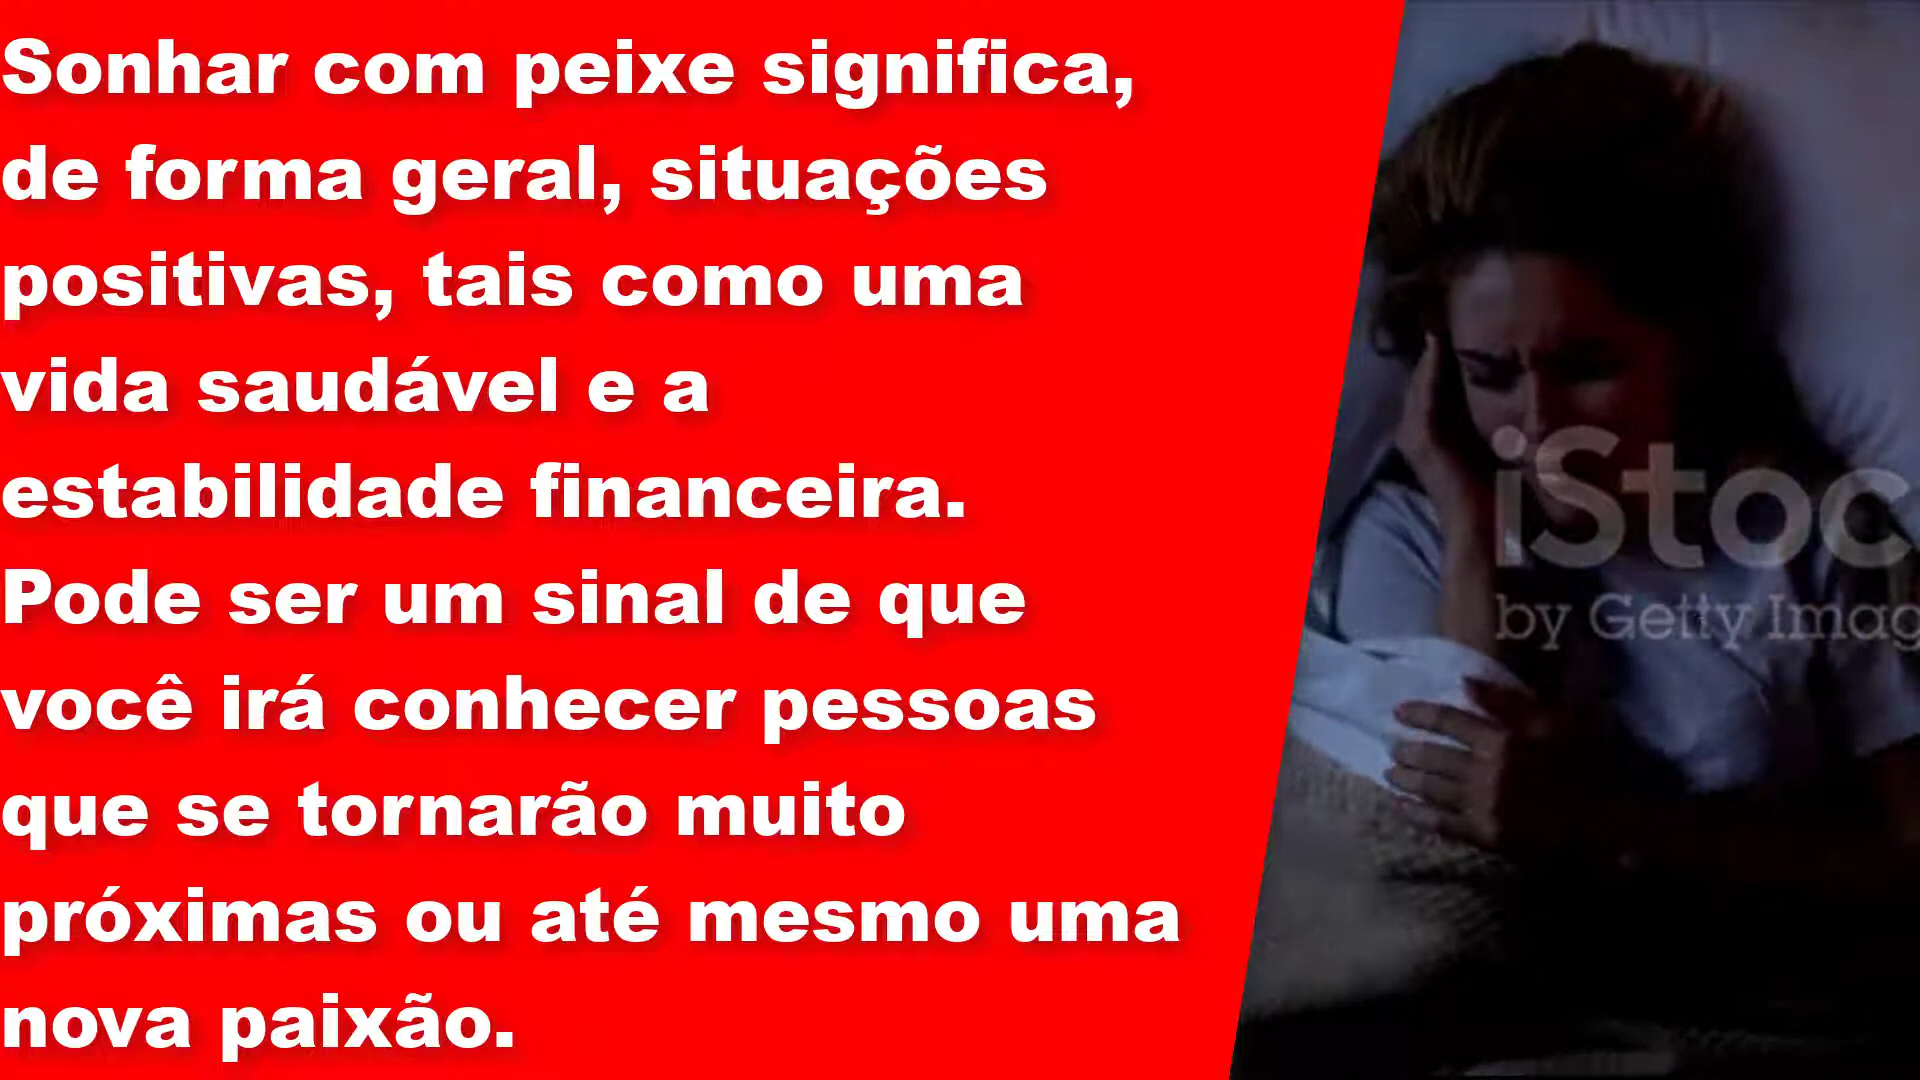 Sonhar com peixe significa,
de forma geral, situações
positivas, tais como uma
vida saudável e a
estabilidade financeira.
Pode ser um sinal de que
você irá conhecer pessoas
que se tornarão muito
próximas ou até mesmo uma
nova paixão.
iStoc
by Getty Imag